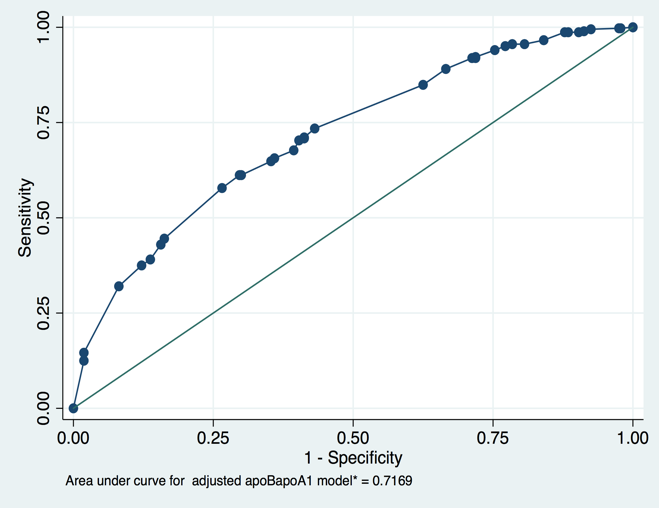 1.00
0.75
0.50
0.25
0.00
Sensitivity
0.00 0.25 0.50 0.75 1.00
1 - Specificity
Area under curve for adjusted apoBapoA1 model* = 0.7169